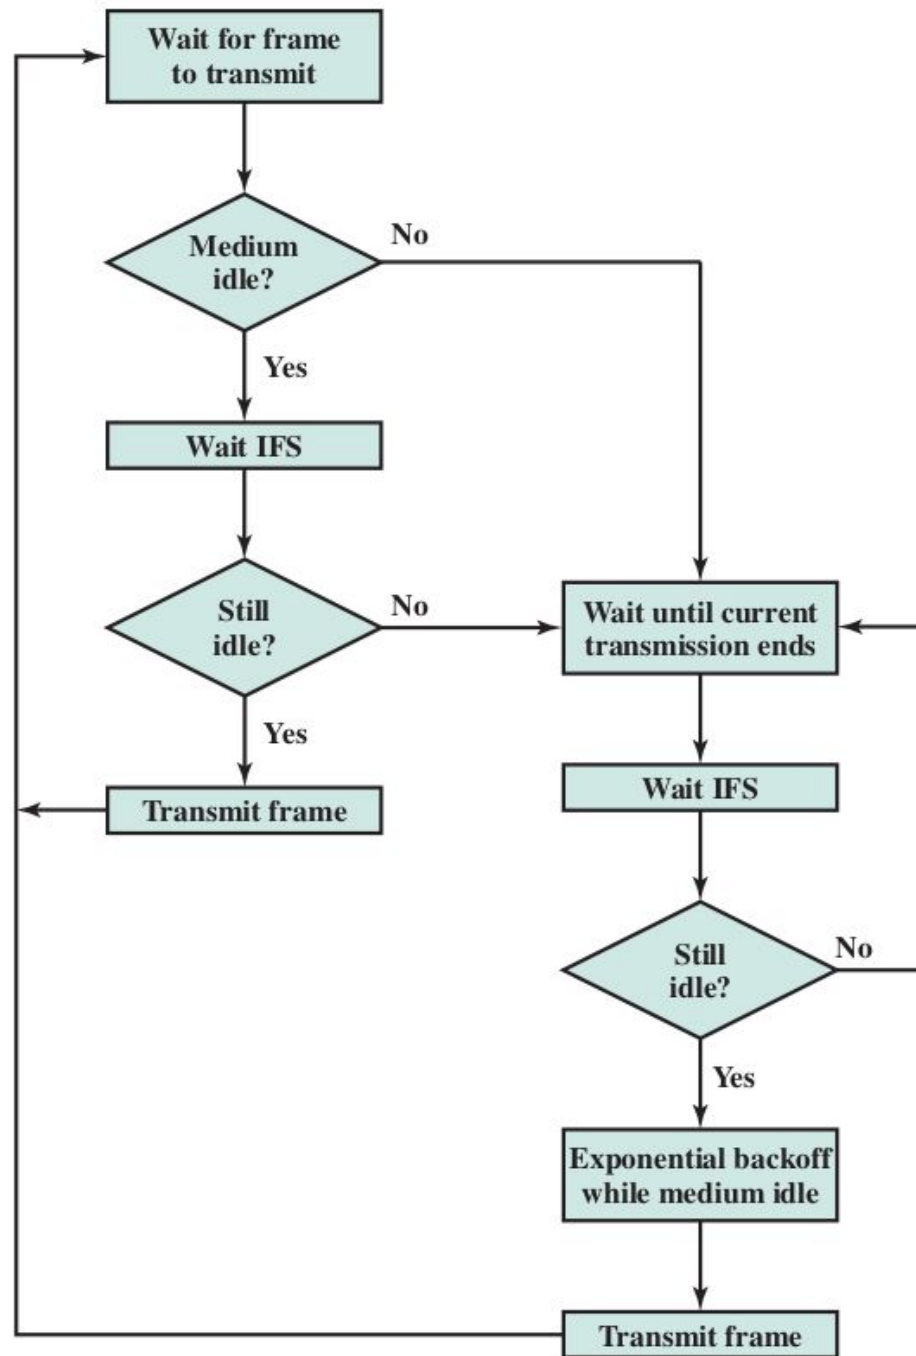 Wait for frame
to transmit
Medium
idle?
No
Yes
Wait IFS
Still
idle?
No
Yes
Transmit frame
Wait until current
transmission ends
Wait IFS
Still
idle?
No
Yes
Exponential backoff
while medium idle
Transmit frame